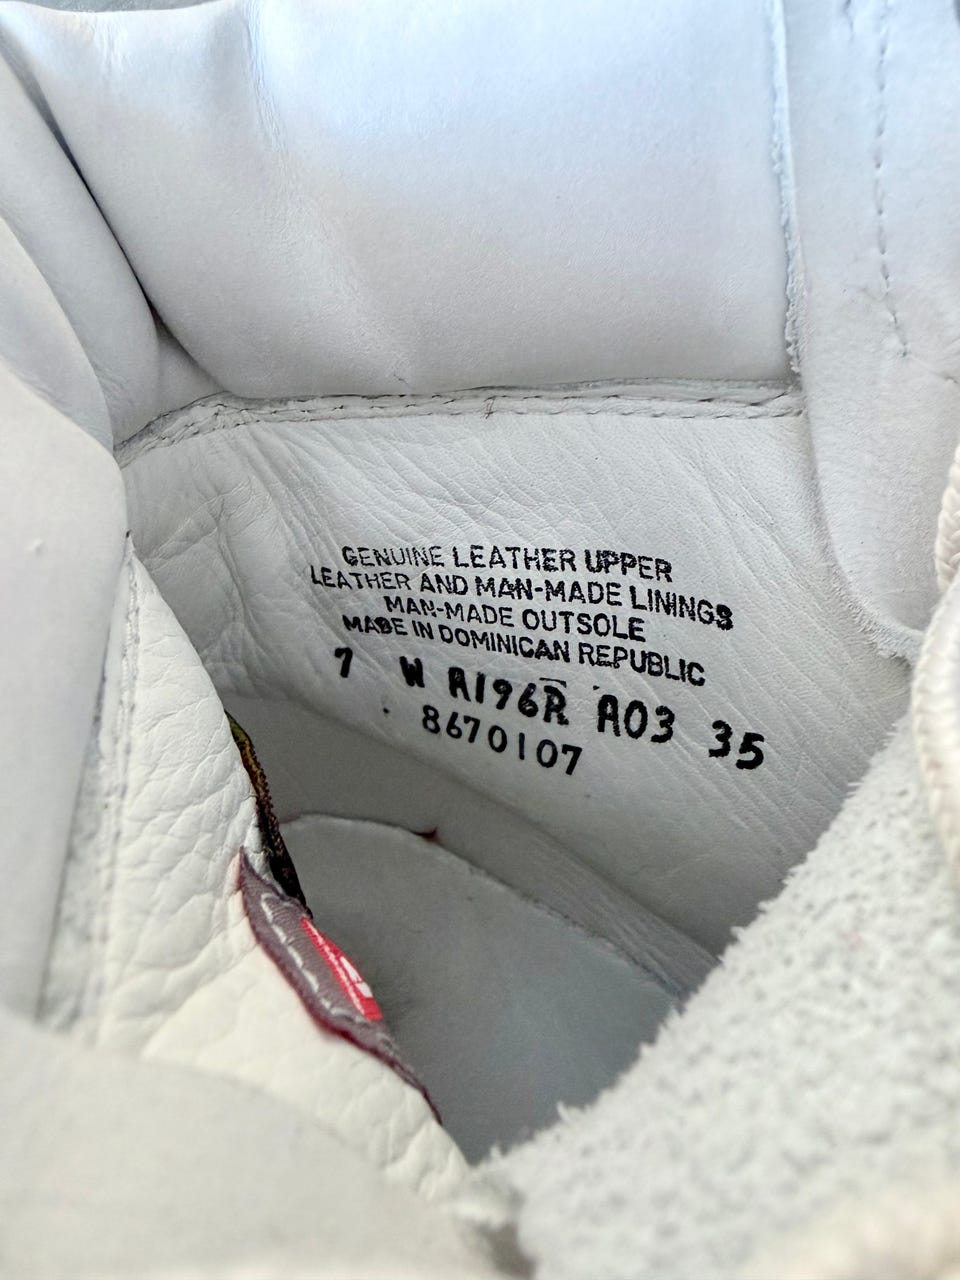 GENUINE LEATHER UPPER
LEATHER AND MAN-MADE LININGS
MAN-MADE OUTSOLE
MADE IN DOMINICAN REPUBLIC
7 W A196R A03 35
8670107